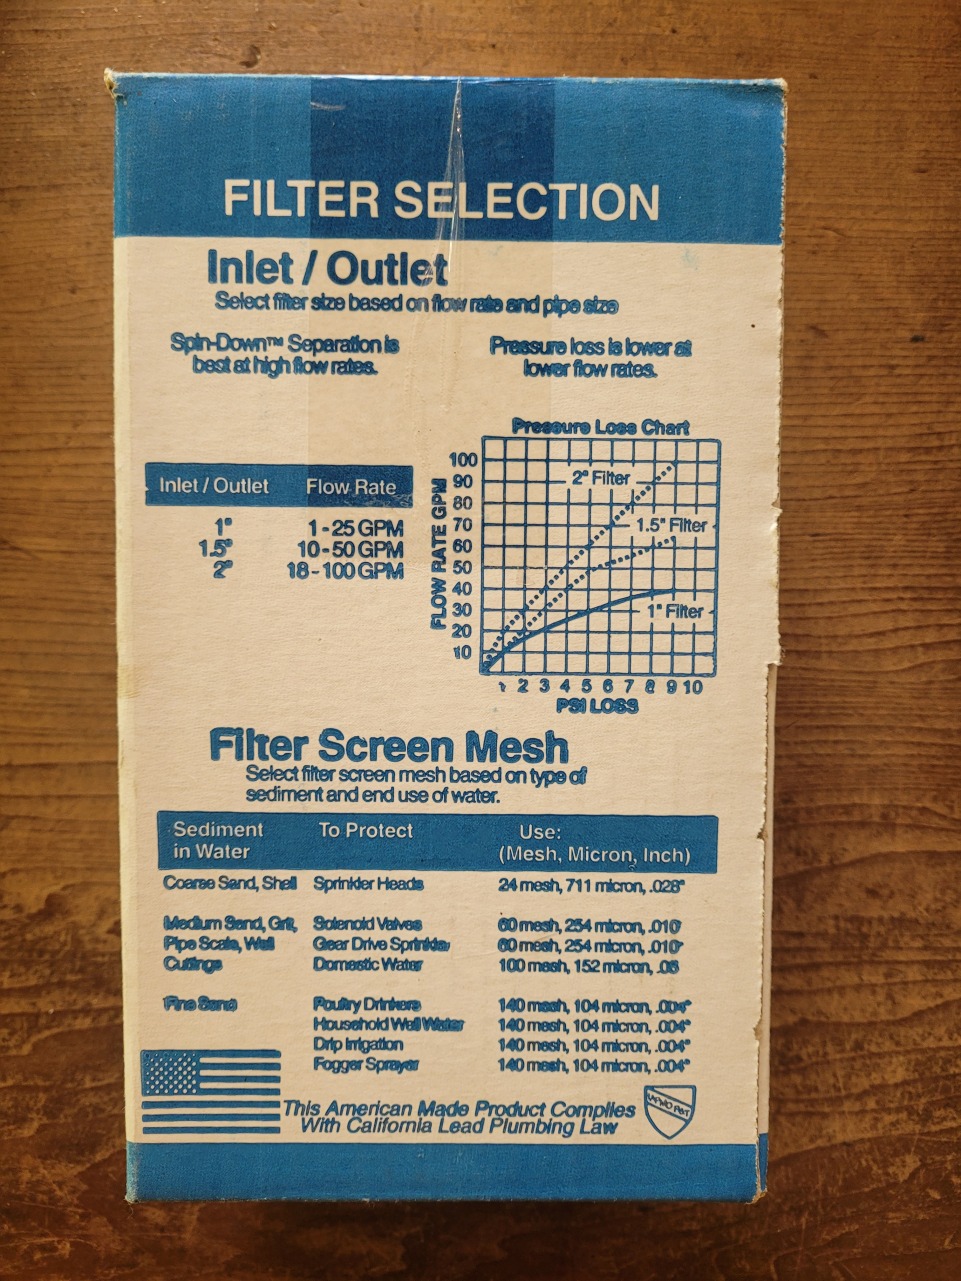 FILTER SELECTION
Inlet / Outlet
Select filter size based on flow rate and pipe size
Spin-Down™ Separation is
best at high flow rates.
Pressure loss is lower at
lower flow rates.
Inlet / Outlet Flow Rate
1" 1-25 GPM
1.5" 10-50 GPM
2" 18-100 GPM
Pressure Loss Chart
FLOW RATE GPM
100
90
80
70
60
50
40
30
20
10
2" Filter
1.5" Filter
1" Filter
1 2 3 4 5 6 7 8 9 10
PSI LOSS
Filter Screen Mesh
Select filter screen mesh based on type of
sediment and end use of water.
Sediment To Protect Use:
in Water (Mesh, Micron, Inch)
Coarse Sand, Shell Sprinkler Heads 24 mesh, 711 micron, .028"
Medium Sand, Grit, Solenoid Valves 60 mesh, 254 micron, .010"
Pipe Scale, Well Gear Drive Sprinkler 60 mesh, 254 micron, .010"
Cuttings Domestic Water 100 mesh, 152 micron, .06
Fine Sand Poultry Drinkers 140 mesh, 104 micron, .004"
Household Well Water 140 mesh, 104 micron, .004"
Drip Irrigation 140 mesh, 104 micron, .004"
Fogger Sprayer 140 mesh, 104 micron, .004"
This American Made Product Complies
With California Lead Plumbing Law
IAPMO R&T